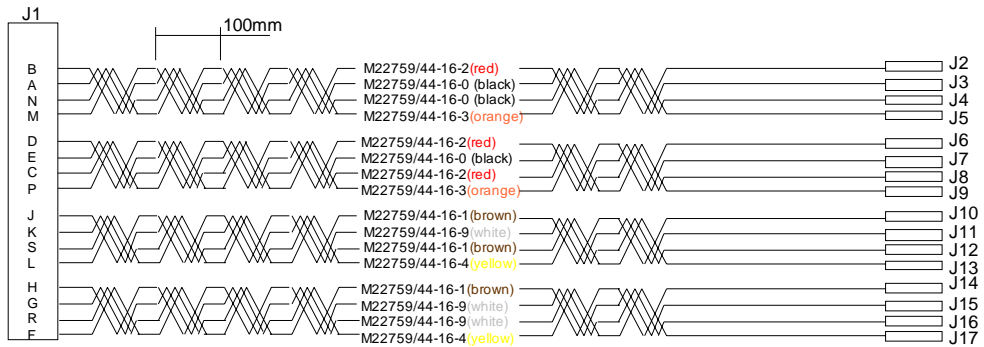 J1
100mm
B M22759/44-16-2(red) J2
A M22759/44-16-0 (black) J3
N M22759/44-16-0 (black) J4
M M22759/44-16-3(orange) J5
D M22759/44-16-2(red) J6
E M22759/44-16-0 (black) J7
C M22759/44-16-2(red) J8
P M22759/44-16-3(orange) J9
J M22759/44-16-1(brown) J10
K M22759/44-16-9(white) J11
S M22759/44-16-1(brown) J12
L M22759/44-16-4(yellow) J13
H M22759/44-16-1(brown) J14
G M22759/44-16-9(white) J15
R M22759/44-16-9(white) J16
F M22759/44-16-4(yellow) J17